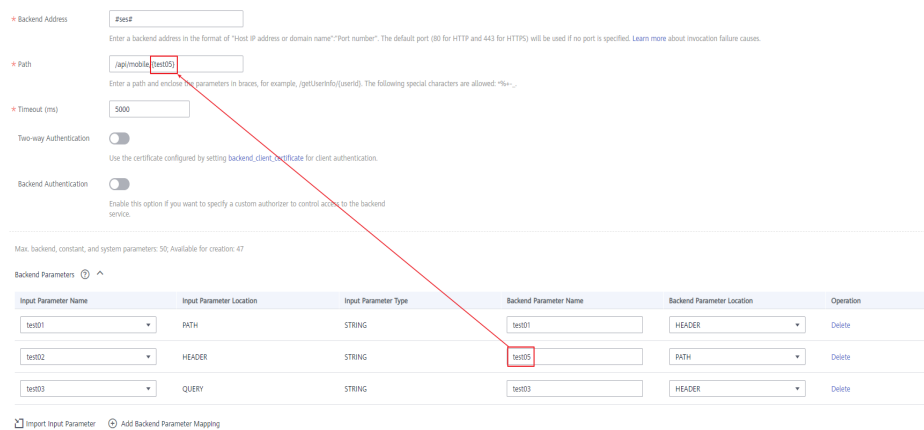 * Backend Address #ses#
Enter a backend address in the format of "Host IP address or domain name":"Port number". The default port (80 for HTTP and 443 for HTTPS) will be used if no port is specified. Learn more about invocation failure causes.
* Path /api/mobile/{test05}
Enter a path and enclose the parameters in braces, for example, /getUserInfo/{userId}. The following special characters are allowed: *%+-_.
* Timeout (ms) 5000
Two-way Authentication
Use the certificate configured by setting backend_client_certificate for client authentication.
Backend Authentication
Enable this option if you want to specify a custom authorizer to control access to the backend
service.
Max. backend, constant, and system parameters: 50; Available for creation: 47
Backend Parameters ?
Input Parameter Name Input Parameter Location Input Parameter Type Backend Parameter Name Backend Parameter Location Operation
test01 PATH STRING test01 HEADER Delete
test02 HEADER STRING test05 PATH Delete
test03 QUERY STRING test03 HEADER Delete
Import Input Parameter Add Backend Parameter Mapping